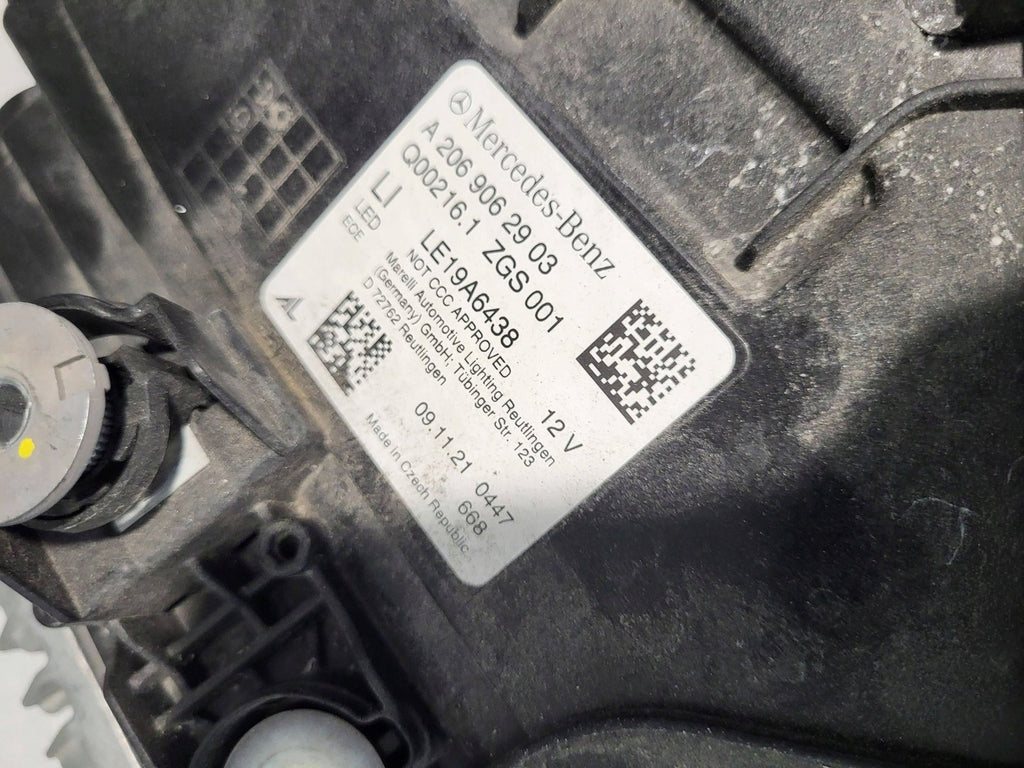 Mercedes-Benz
A 206 906 29 03
Q00216.1 ZGS 001
LI LE19A6438 12 V
LED NOT CCC APPROVED
ECE Marelli Automotive Lighting Reutlingen
(Germany) GmbH; Tübinger Str. 123
D 72762 Reutlingen
AL
09.11.21 0447
668
Made in Czech Republic